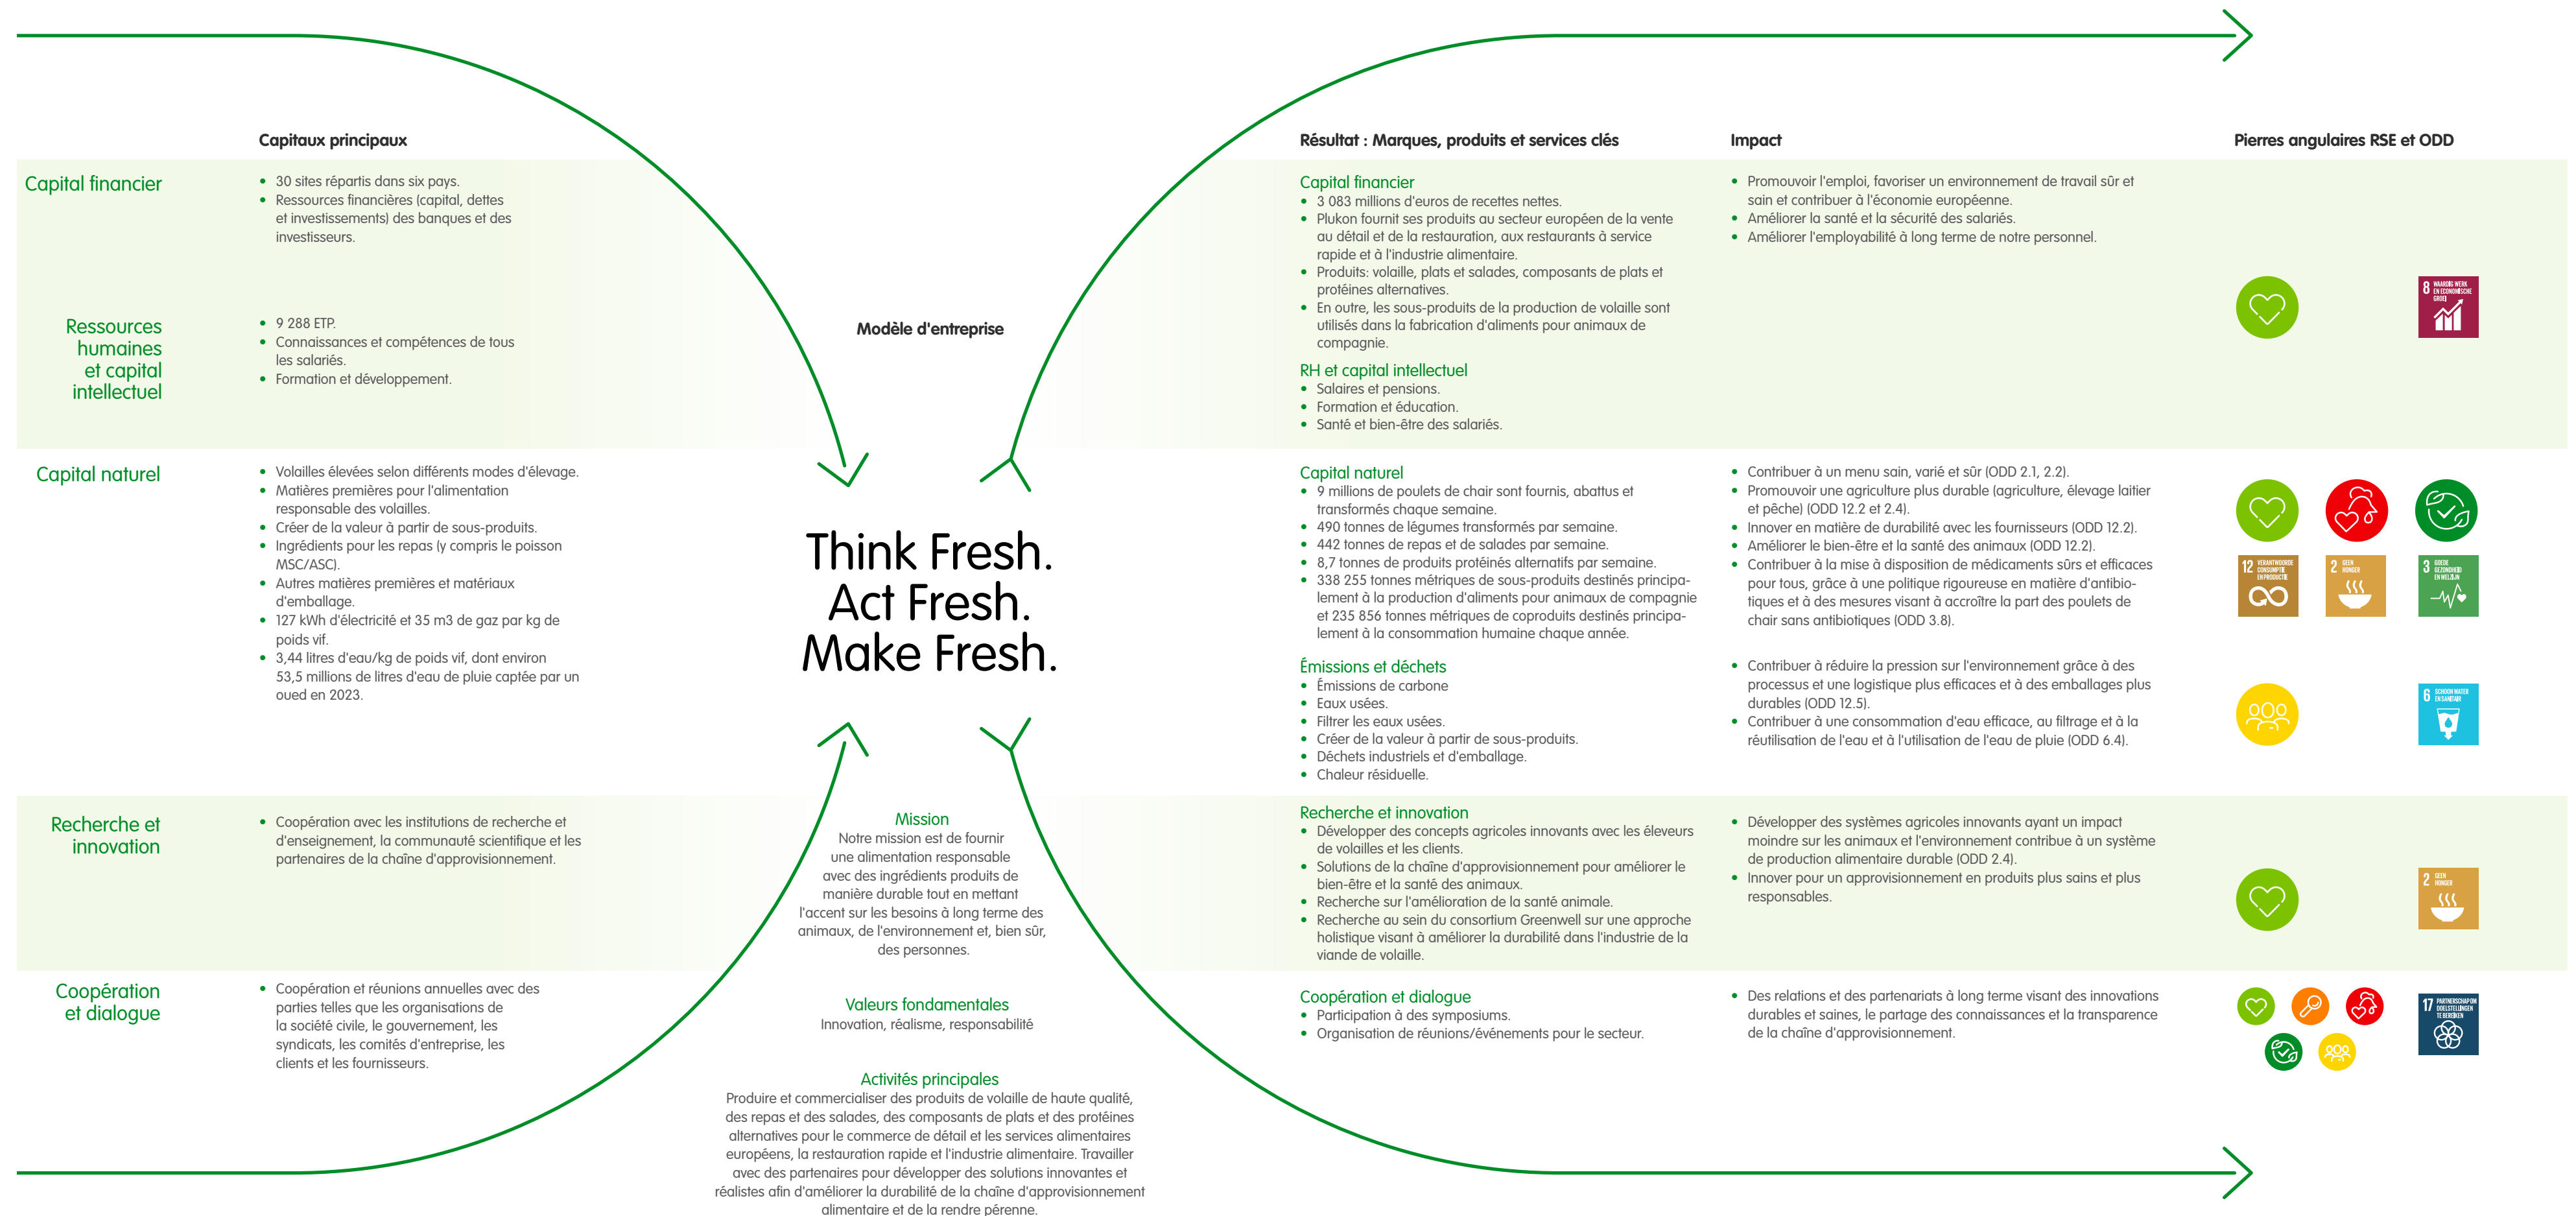 Capitaux principaux
Résultat : Marques, produits et services clés
Impact
Pierres angulaires RSE et ODD
Capital financier
• 30 sites répartis dans six pays.
• Ressources financières (capital, dettes
et investissements) des banques et des
investisseurs.
Ressources
humaines
et capital
intellectuel
• 9 288 ETP.
• Connaissances et compétences de tous
les salariés.
• Formation et développement.
Capital naturel
• Volailles élevées selon différents modes d'élevage.
• Matières premières pour l'alimentation
responsable des volailles.
• Créer de la valeur à partir de sous-produits.
• Ingrédients pour les repas (y compris le poisson
MSC/ASC).
• Autres matières premières et matériaux
d'emballage.
• 127 kWh d'électricité et 35 m3 de gaz par kg de
poids vif.
• 3,44 litres d'eau/kg de poids vif, dont environ
53,5 millions de litres d'eau de pluie captée par un
oued en 2023.
Recherche et
innovation
• Coopération avec les institutions de recherche et
d'enseignement, la communauté scientifique et les
partenaires de la chaîne d'approvisionnement.
Coopération
et dialogue
• Coopération et réunions annuelles avec des
parties telles que les organisations de
la société civile, le gouvernement, les
syndicats, les comités d'entreprise, les
clients et les fournisseurs.
Modèle d'entreprise
Think Fresh.
Act Fresh.
Make Fresh.
Mission
Notre mission est de fournir
une alimentation responsable
avec des ingrédients produits de
manière durable tout en mettant
l'accent sur les besoins à long terme des
animaux, de l'environnement et, bien sûr,
des personnes.
Valeurs fondamentales
Innovation, réalisme, responsabilité
Activités principales
Produire et commercialiser des produits de volaille de haute qualité,
des repas et des salades, des composants de plats et des protéines
alternatives pour le commerce de détail et les services alimentaires
européens, la restauration rapide et l'industrie alimentaire. Travailler
avec des partenaires pour développer des solutions innovantes et
réalistes afin d'améliorer la durabilité de la chaîne d'approvisionnement
alimentaire et de la rendre pérenne.
Capital financier
• 3 083 millions d'euros de recettes nettes.
• Plukon fournit ses produits au secteur européen de la vente
au détail et de la restauration, aux restaurants à service
rapide et à l'industrie alimentaire.
• Produits: volaille, plats et salades, composants de plats et
protéines alternatives.
• En outre, les sous-produits de la production de volaille sont
utilisés dans la fabrication d'aliments pour animaux de
compagnie.
RH et capital intellectuel
• Salaires et pensions.
• Formation et éducation.
• Santé et bien-être des salariés.
• Promouvoir l'emploi, favoriser un environnement de travail sûr et
sain et contribuer à l'économie européenne.
• Améliorer la santé et la sécurité des salariés.
• Améliorer l'employabilité à long terme de notre personnel.
8 WAARDIG WERK
EN ECONOMISCHE
GROEI
Capital naturel
• 9 millions de poulets de chair sont fournis, abattus et
transformés chaque semaine.
• 490 tonnes de légumes transformés par semaine.
• 442 tonnes de repas et de salades par semaine.
• 8,7 tonnes de produits protéinés alternatifs par semaine.
• 338 255 tonnes métriques de sous-produits destinés principa-
lement à la production d'aliments pour animaux de compagnie
et 235 856 tonnes métriques de coproduits destinés principa-
lement à la consommation humaine chaque année.
• Contribuer à un menu sain, varié et sûr (ODD 2.1, 2.2).
• Promouvoir une agriculture plus durable (agriculture, élevage laitier
et pêche) (ODD 12.2 et 2.4).
• Innover en matière de durabilité avec les fournisseurs (ODD 12.2).
• Améliorer le bien-être et la santé des animaux (ODD 12.2).
• Contribuer à la mise à disposition de médicaments sûrs et efficaces
pour tous, grâce à une politique rigoureuse en matière d'antibio-
tiques et à des mesures visant à accroître la part des poulets de
chair sans antibiotiques (ODD 3.8).
12 VERANTWOORDE
CONSUMPTIE
EN PRODUCTIE
2 GEEN
HONGER
3 GOEDE
GEZONDHEID
EN WELZIJN
Émissions et déchets
• Émissions de carbone
• Eaux usées.
• Filtrer les eaux usées.
• Créer de la valeur à partir de sous-produits.
• Déchets industriels et d'emballage.
• Chaleur résiduelle.
• Contribuer à réduire la pression sur l'environnement grâce à des
processus et une logistique plus efficaces et à des emballages plus
durables (ODD 12.5).
• Contribuer à une consommation d'eau efficace, au filtrage et à la
réutilisation de l'eau et à l'utilisation de l'eau de pluie (ODD 6.4).
6 SCHOON WATER
EN SANITAIR
Recherche et innovation
• Développer des concepts agricoles innovants avec les éleveurs
de volailles et les clients.
• Solutions de la chaîne d'approvisionnement pour améliorer le
bien-être et la santé des animaux.
• Recherche sur l'amélioration de la santé animale.
• Recherche au sein du consortium Greenwell sur une approche
holistique visant à améliorer la durabilité dans l'industrie de la
viande de volaille.
• Développer des systèmes agricoles innovants ayant un impact
moindre sur les animaux et l'environnement contribue à un système
de production alimentaire durable (ODD 2.4).
• Innover pour un approvisionnement en produits plus sains et plus
responsables.
2 GEEN
HONGER
Coopération et dialogue
• Participation à des symposiums.
• Organisation de réunions/événements pour le secteur.
• Des relations et des partenariats à long terme visant des innovations
durables et saines, le partage des connaissances et la transparence
de la chaîne d'approvisionnement.
17 PARTNERSCHAP OM
DOELSTELLINGEN
TE BEREIKEN